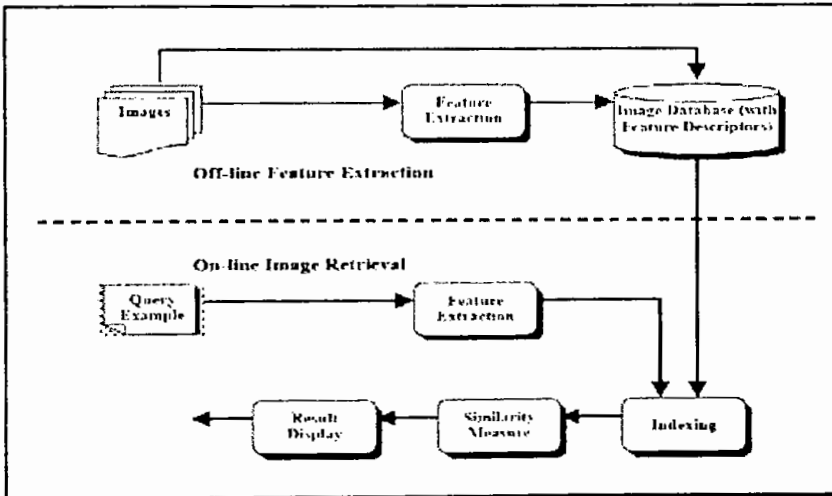 Images
Feature
Extraction
Image Database (with
Feature Descriptors)
Off-line Feature Extraction
On-line Image Retrieval
Query
Example
Feature
Extraction
Result
Display
Similarity
Measure
Indexing